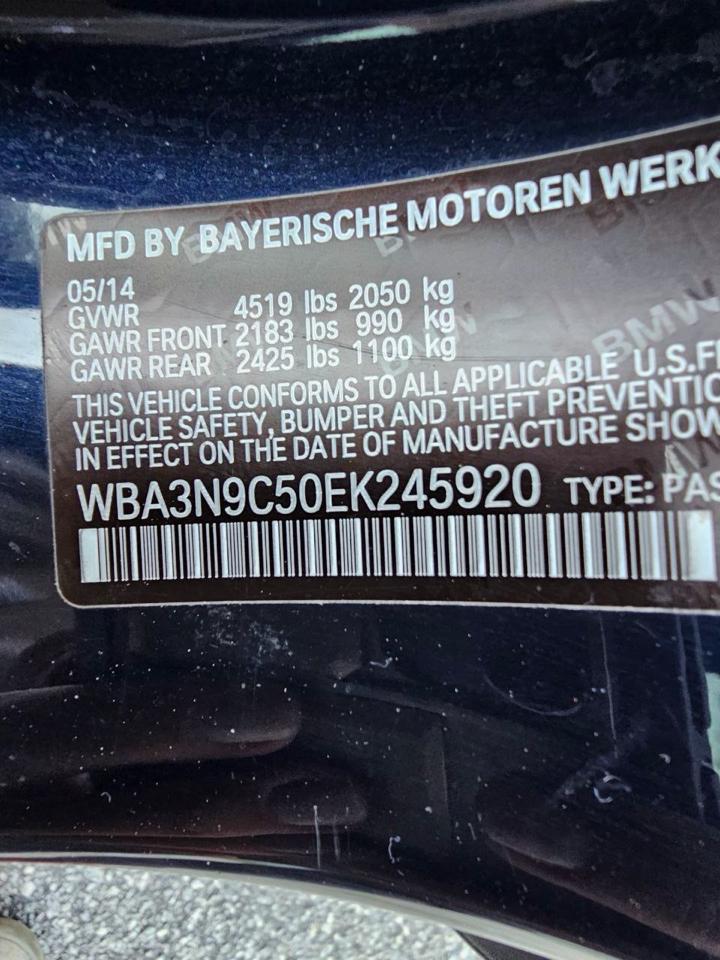 MFD BY BAYERISCHE MOTOREN WERK
05/14
GVWR 4519 lbs 2050 kg
GAWR FRONT 2183 lbs 990 kg
GAWR REAR 2425 lbs 1100 kg
THIS VEHICLE CONFORMS TO ALL APPLICABLE U.S.F
VEHICLE SAFETY, BUMPER AND THEFT PREVENTIO
IN EFFECT ON THE DATE OF MANUFACTURE SHOW
WBA3N9C50EK245920 TYPE: PAS